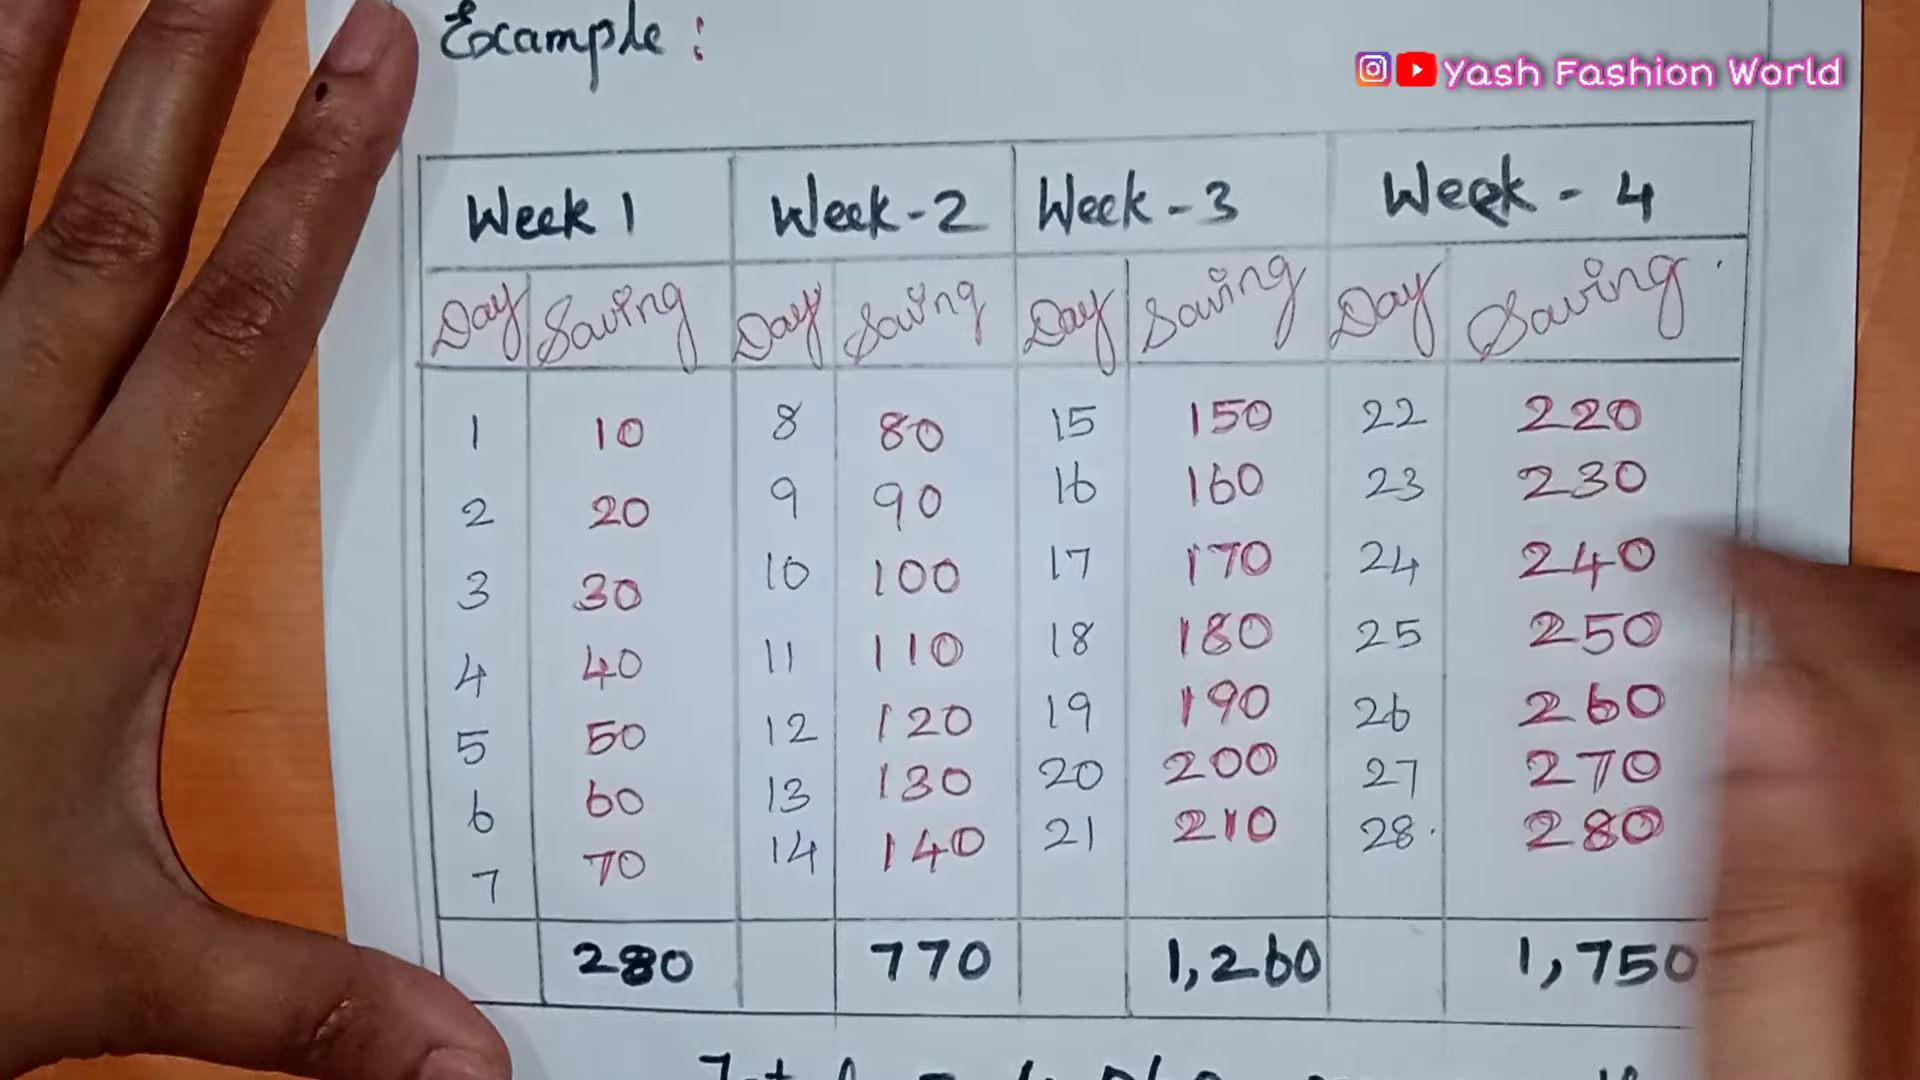 Example :
Yash Fashion World
Week 1 Week-2 Week-3 Week-4
Day Saving Day Saving Day Saving Day Saving
1 10 8 80 15 150 22 220
2 20 9 90 16 160 23 230
3 30 10 100 17 170 24 240
4 40 11 110 18 180 25 250
5 50 12 120 19 190 26 260
6 60 13 130 20 200 27 270
7 70 14 140 21 210 28. 280
280 770 1,260 1,750